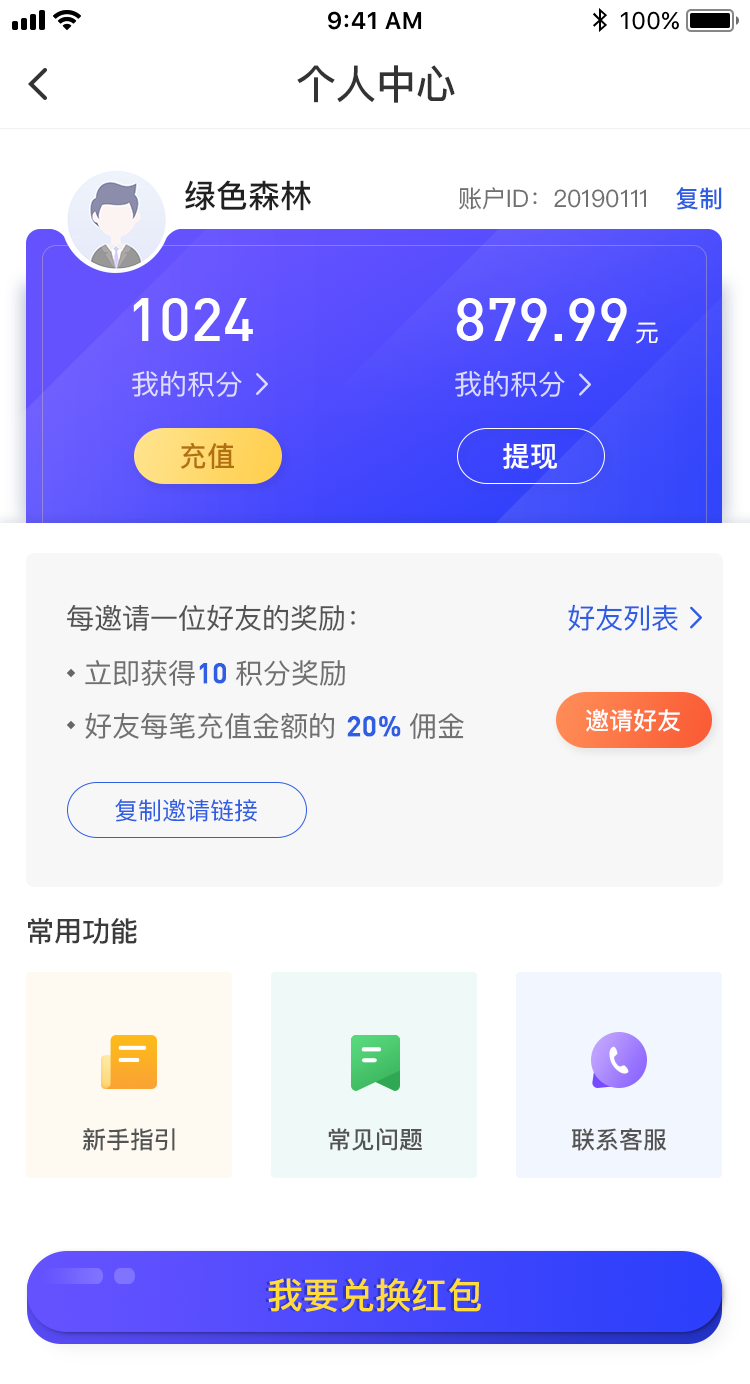 9:41 AM
100%
个人中心
绿色森林
账户ID：20190111 复制
1024
879.99元
我的积分
我的积分
充值
提现
每邀请一位好友的奖励：
好友列表
· 立即获得10 积分奖励
· 好友每笔充值金额的 20% 佣金
邀请好友
复制邀请链接
常用功能
新手指引
常见问题
联系客服
我要兑换红包